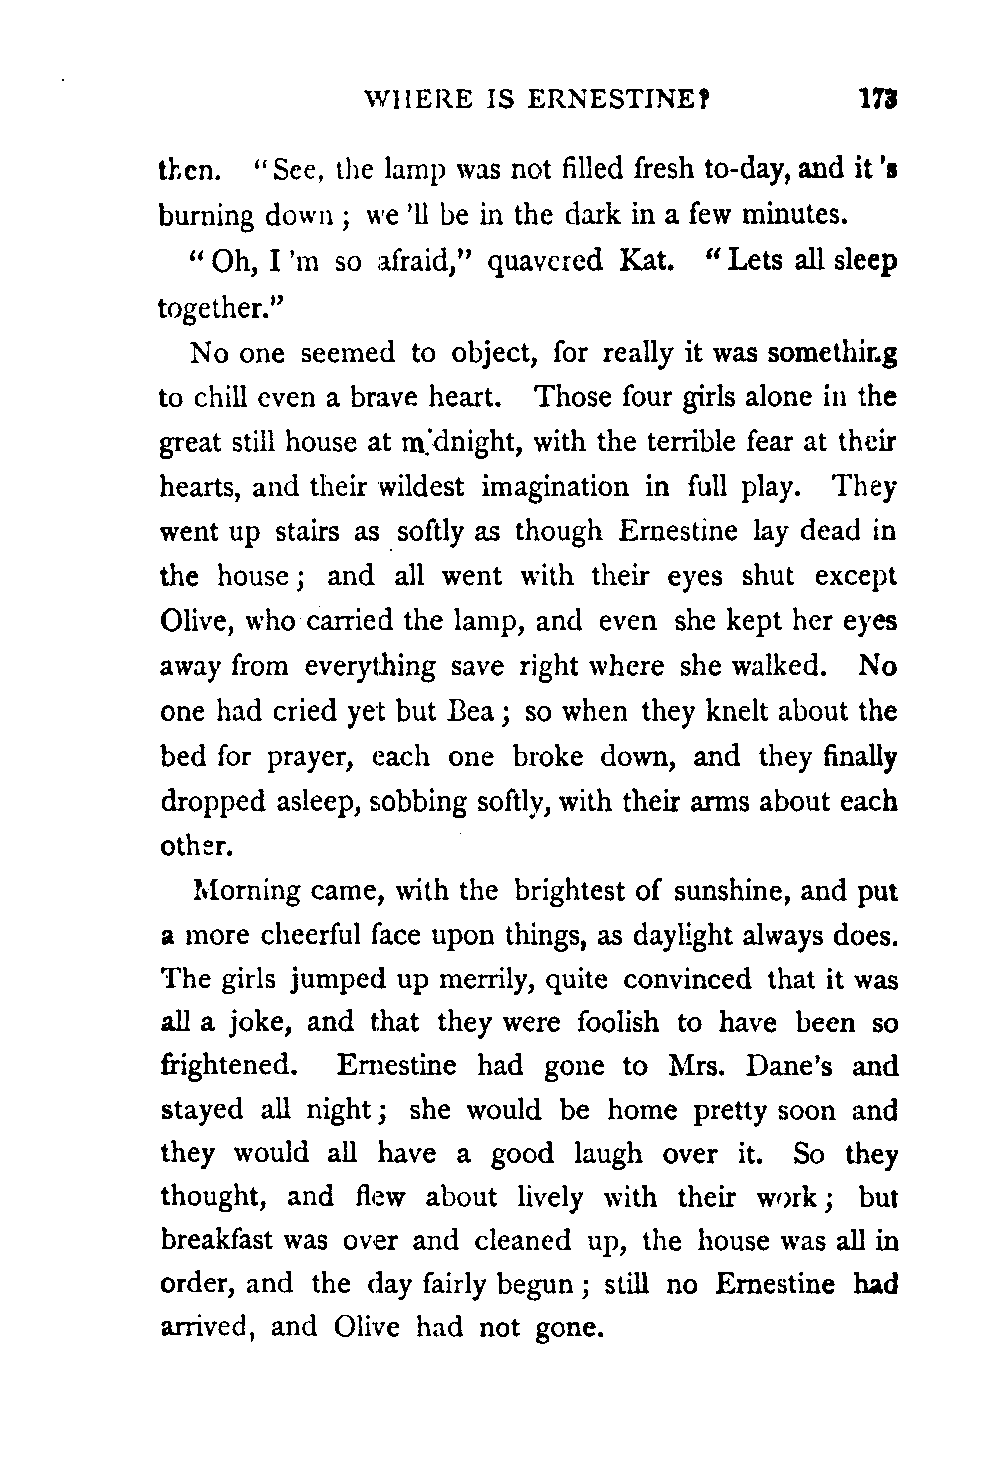 WHERE IS ERNESTINE? 173
then. "See, the lamp was not filled fresh to-day, and it 's
burning down; we 'll be in the dark in a few minutes.
"Oh, I 'm so afraid," quavered Kat. "Lets all sleep
together."
No one seemed to object, for really it was something
to chill even a brave heart. Those four girls alone in the
great still house at midnight, with the terrible fear at their
hearts, and their wildest imagination in full play. They
went up stairs as softly as though Ernestine lay dead in
the house; and all went with their eyes shut except
Olive, who carried the lamp, and even she kept her eyes
away from everything save right where she walked. No
one had cried yet but Bea; so when they knelt about the
bed for prayer, each one broke down, and they finally
dropped asleep, sobbing softly, with their arms about each
other.
Morning came, with the brightest of sunshine, and put
a more cheerful face upon things, as daylight always does.
The girls jumped up merrily, quite convinced that it was
all a joke, and that they were foolish to have been so
frightened. Ernestine had gone to Mrs. Dane's and
stayed all night; she would be home pretty soon and
they would all have a good laugh over it. So they
thought, and flew about lively with their work; but
breakfast was over and cleaned up, the house was all in
order, and the day fairly begun; still no Ernestine had
arrived, and Olive had not gone.